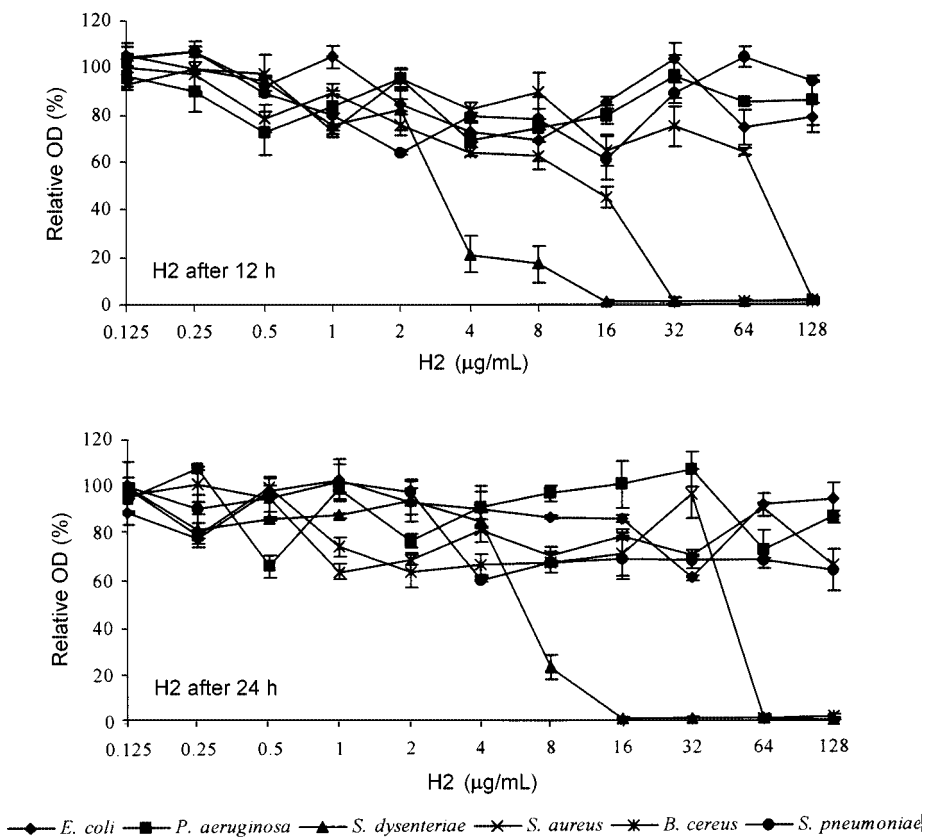 120
100
80
60
40
20
0
Relative OD (%)
H2 after 12 h
0.125 0.25 0.5 1 2 4 8 16 32 64 128
H2 (μg/mL)
120
100
80
60
40
20
0
Relative OD (%)
H2 after 24 h
0.125 0.25 0.5 1 2 4 8 16 32 64 128
H2 (μg/mL)
E. coli P. aeruginosa S. dysenteriae S. aureus B. cereus S. pneumoniae